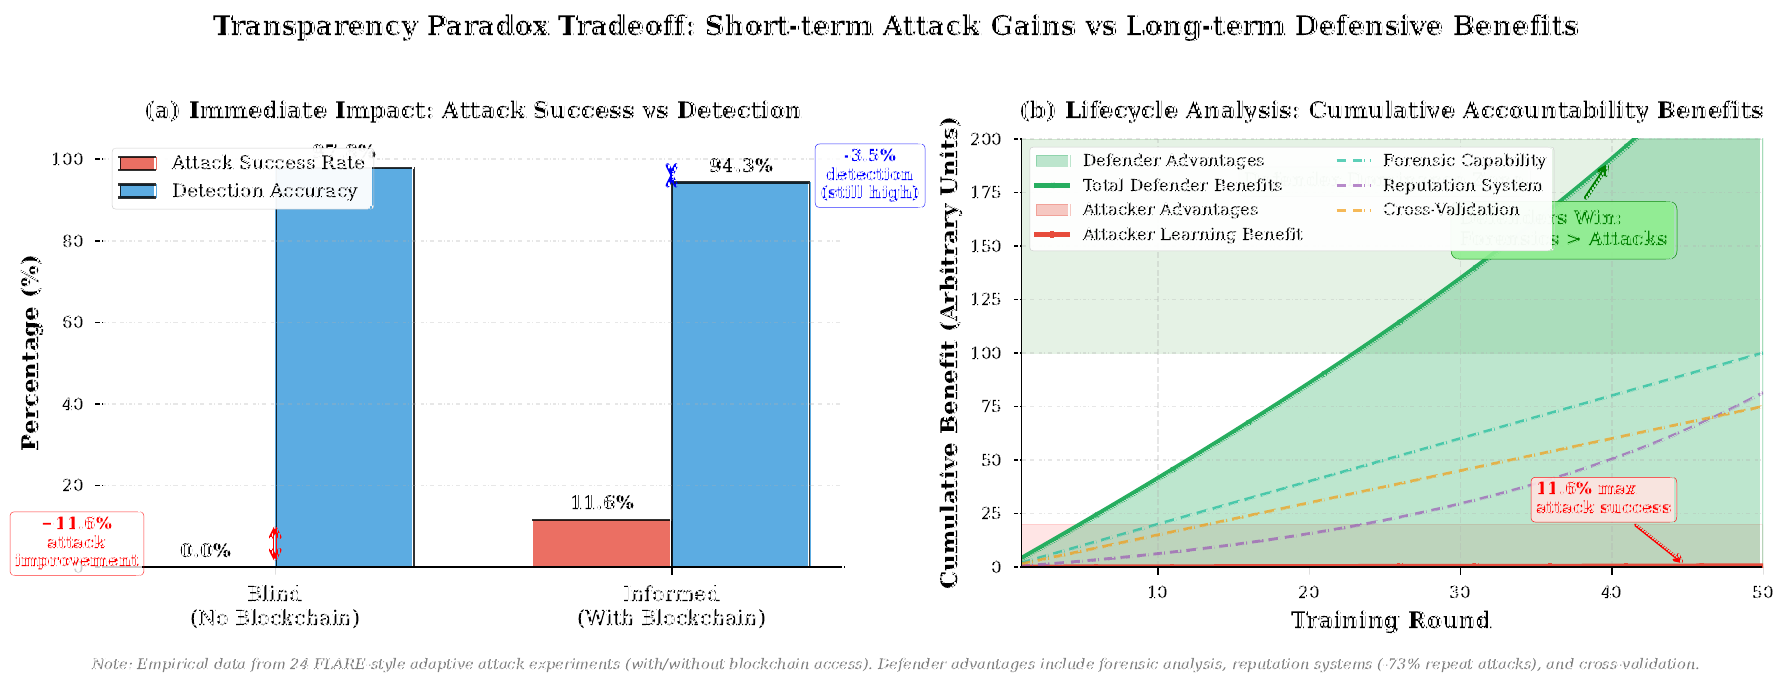 Transparency Paradox Tradeoff: Short-term Attack Gains vs Long-term Defensive Benefits
(a) Immediate Impact: Attack Success vs Detection
Attack Success Rate
Detection Accuracy
94.3%
-3.5%
detection
(still high)
11.6%
0.0%
-11.6%
attack
improvement
Percentage (%)
100
80
60
40
20
Blind
(No Blockchain)
Informed
(With Blockchain)
(b) Lifecycle Analysis: Cumulative Accountability Benefits
Defender Advantages
Total Defender Benefits
Attacker Advantages
Attacker Learning Benefit
Forensic Capability
Reputation System
Cross-Validation
Win:
> Attacks
11.6% max
attack success
Cumulative Benefit (Arbitrary Units)
200
175
150
125
100
75
50
25
0
10
20
30
40
50
Training Round
Note: Empirical data from 24 FLARE-style adaptive attack experiments (with/without blockchain access). Defender advantages include forensic analysis, reputation systems (-73% repeat attacks), and cross-validation.